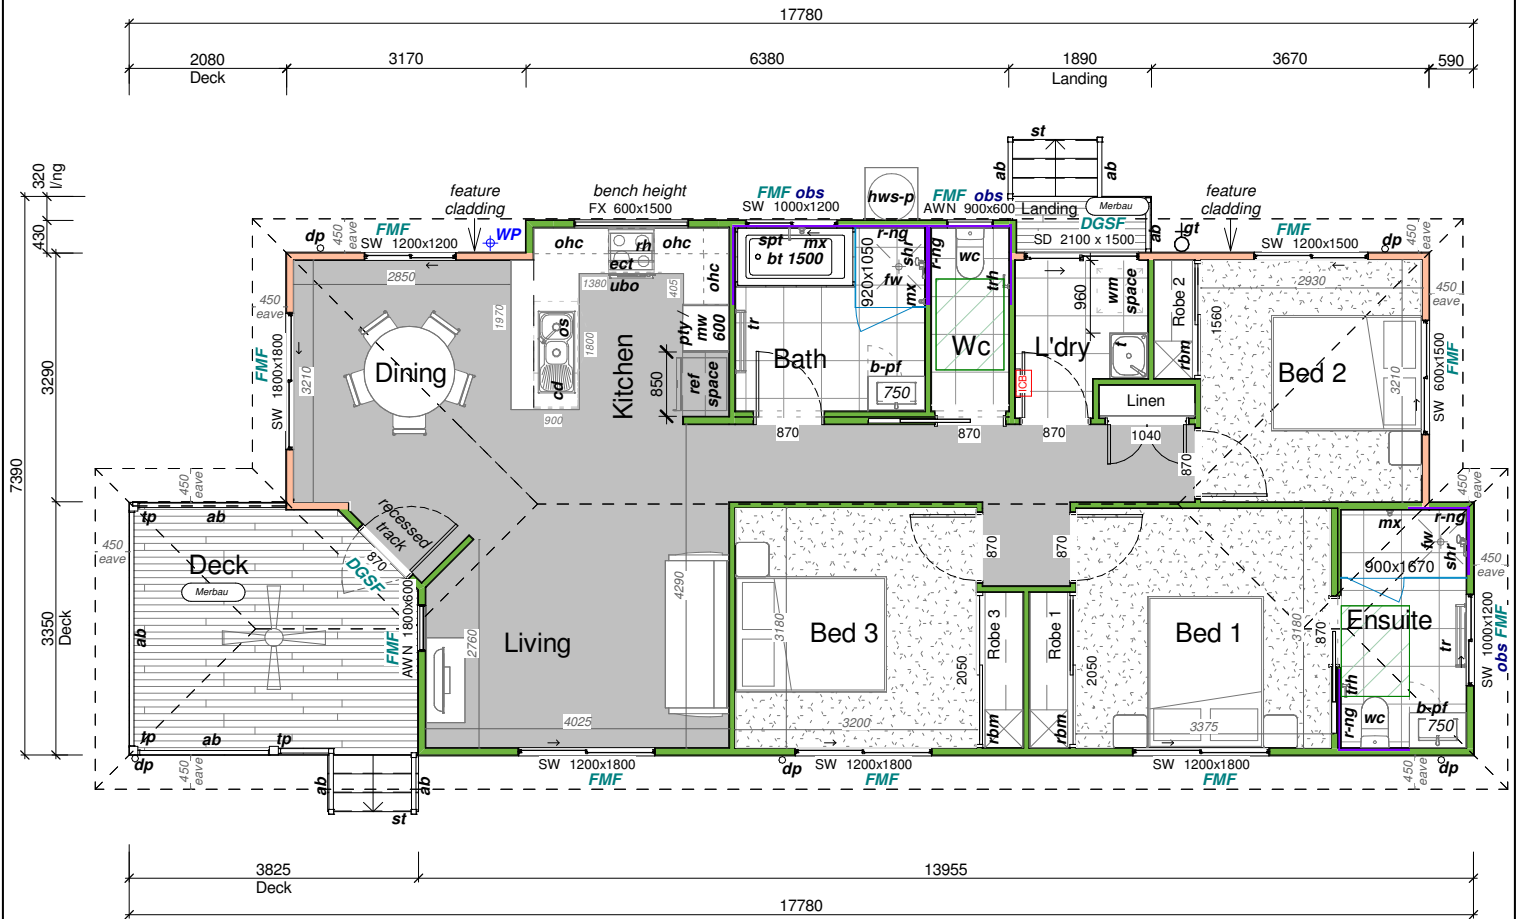 17780
2080
Deck
3170
6380
1890
Landing
3670
590
320
l/ng
430
3290
7390
3350
Deck
st
ab
ab
feature
cladding
bench height
FX 600x1500
FMF obs
SW 1000x1200
hws-p
FMF obs
AWN 900x600
Landing
Merbau
DGSF
SD 2100 x 1500
ab
lgt
feature
cladding
FMF
SW 1200x1500
dp
450
eave
dp
450
eave
FMF
SW 1200x1200
WP
2850
1970
450
eave
FMF
SW 1800x1800
3210
Dining
ohc
rh
ohc
ect
ubo
1380
405
ohc
os
1800
cd
900
Kitchen
pty /
mw
600
850
ref
space
spt
mx
bt 1500
tr
Bath
920x1050
r-ng
shr
fw
mx
b-pf
750
870
r-ng
wc
trh
Wc
870
960
wm
space
L'dry
t
ICB
870
Linen
1040
Robe 2
rbm
1560
2930
Bed 2
3210
870
450
eave
SW 600x1500
FMF
450
eave
tp
ab
450
eave
450
eave
Deck
Merbau
ab
recessed
track
870
DGSF
FMF
AWN 1800x600
2760
Living
4290
4025
tp
ab
tp
dp
450
eave
ab
ab
st
SW 1200x1800
FMF
870
870
3180
Bed 3
Robe 3
2050
rbm
3200
Robe 1
2050
rbm
Bed 1
3180
3375
870
Ensuite
mx
r-ng
fw
shr
900x1670
450
eave
tr
SW 1000x1200
obs FMF
trh
r-ng
wc
b-pf
750
dp
SW 1200x1800
FMF
SW 1200x1800
FMF
450
eave
dp
3825
Deck
13955
17780